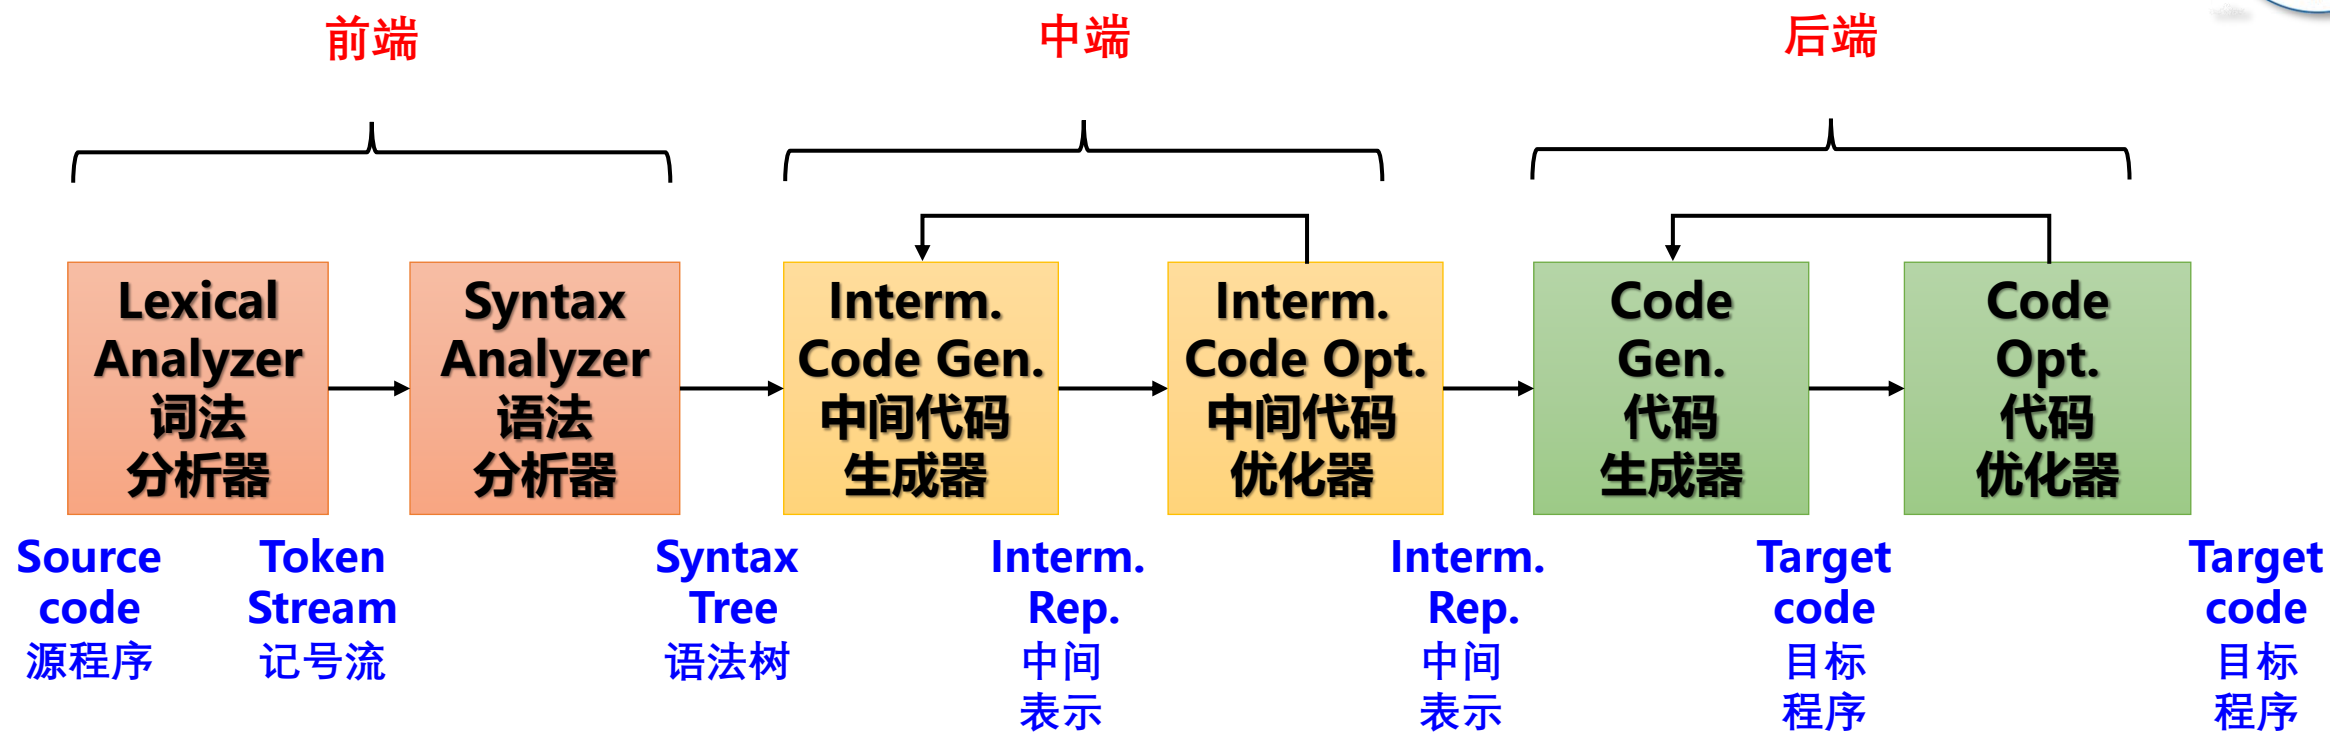 前端
中端
后端
Lexical
Analyzer
词法
分析器
Syntax
Analyzer
语法
分析器
Interm.
Code Gen.
中间代码
生成器
Interm.
Code Opt.
中间代码
优化器
Code
Gen.
代码
生成器
Code
Opt.
代码
优化器
Source
code
源程序
Token
Stream
记号流
Syntax
Tree
语法树
Interm.
Rep.
中间
表示
Interm.
Rep.
中间
表示
Target
code
目标
程序
Target
code
目标
程序